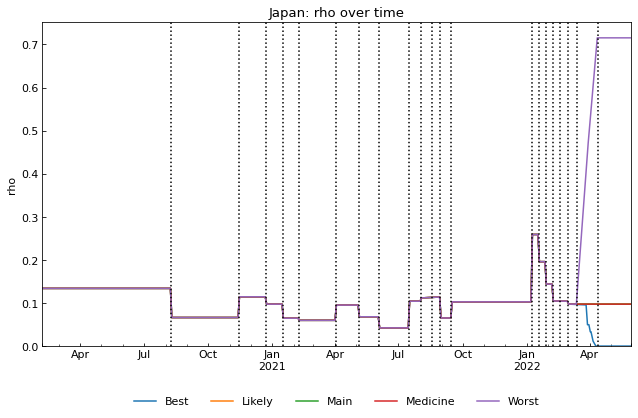 Japan: rho over time
rho
0.7
0.6
0.5
0.4
0.3
0.2
0.1
0.0
Apr Jul Oct Jan Apr Jul Oct Jan Apr
2021 2022
Best Likely Main Medicine Worst